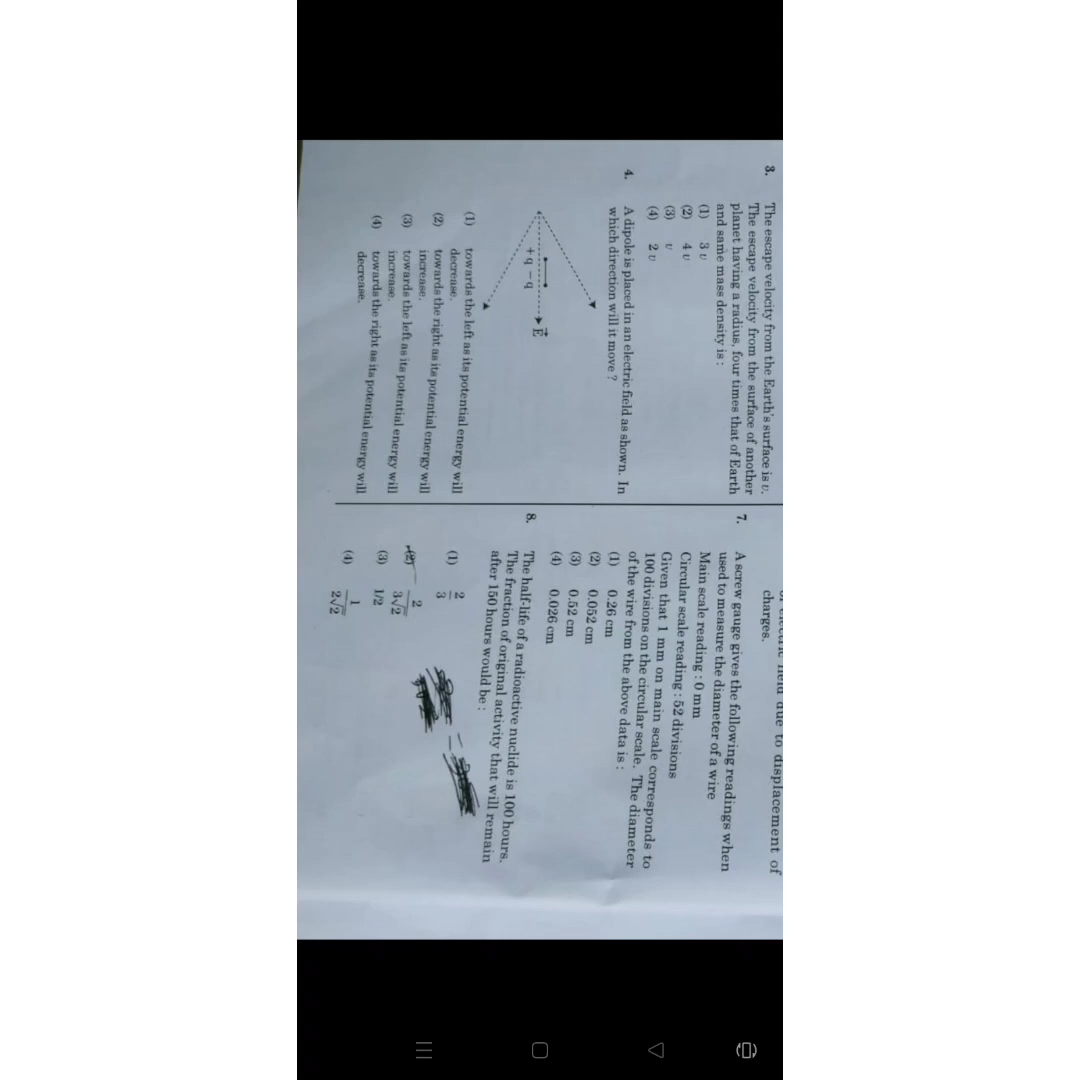 3. The escape velocity from the Earth's surface is υ.
The escape velocity from the surface of another
planet having a radius, four times that of Earth
and same mass density is :
(1) 3 υ
(2) 4 υ
(3) υ
(4) 2 υ
4. A dipole is placed in an electric field as shown. In
which direction will it move ?
E⃗
+q −q
(1) towards the left as its potential energy will
decrease.
(2) towards the right as its potential energy will
increase.
(3) towards the left as its potential energy will
increase.
(4) towards the right as its potential energy will
decrease.
of electric field due to displacement of
charges.
7. A screw gauge gives the following readings when
used to measure the diameter of a wire
Main scale reading : 0 mm
Circular scale reading : 52 divisions
Given that 1 mm on main scale corresponds to
100 divisions on the circular scale. The diameter
of the wire from the above data is :
(1) 0.26 cm
(2) 0.052 cm
(3) 0.52 cm
(4) 0.026 cm
8. The half-life of a radioactive nuclide is 100 hours.
The fraction of original activity that will remain
after 150 hours would be :
(1) 2/3
(2) 2/3√2
(3) 1/2
(4) 1/2√2